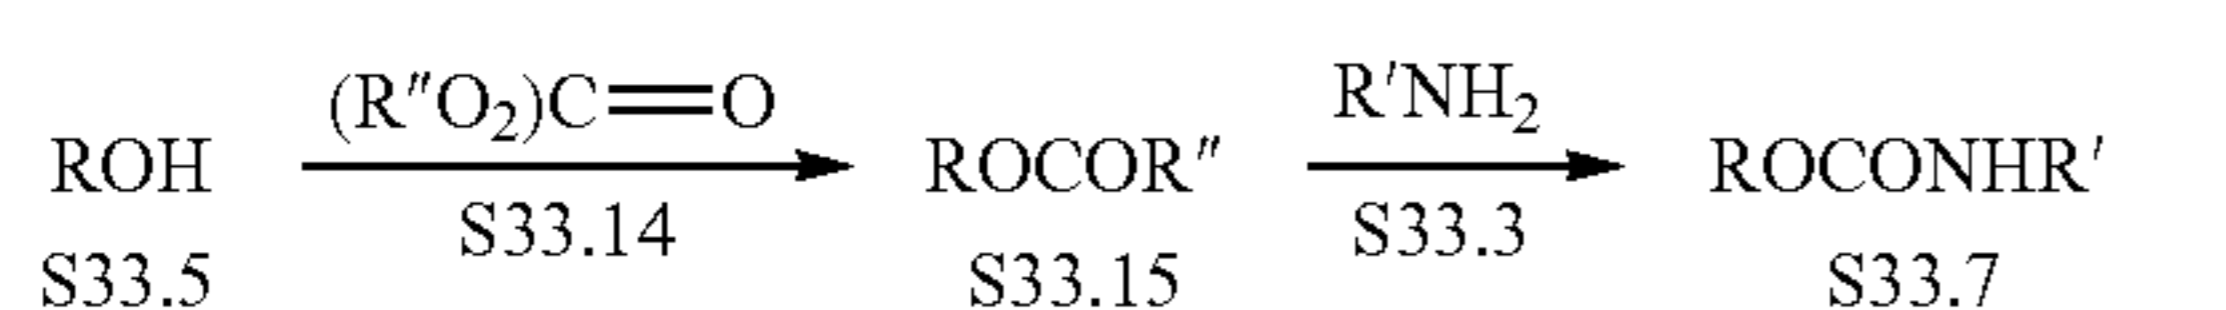 (R″O₂)C=O R′NH₂
ROH ROCOR″ ROCONHR′
S33.14 S33.3
S33.5 S33.15 S33.7